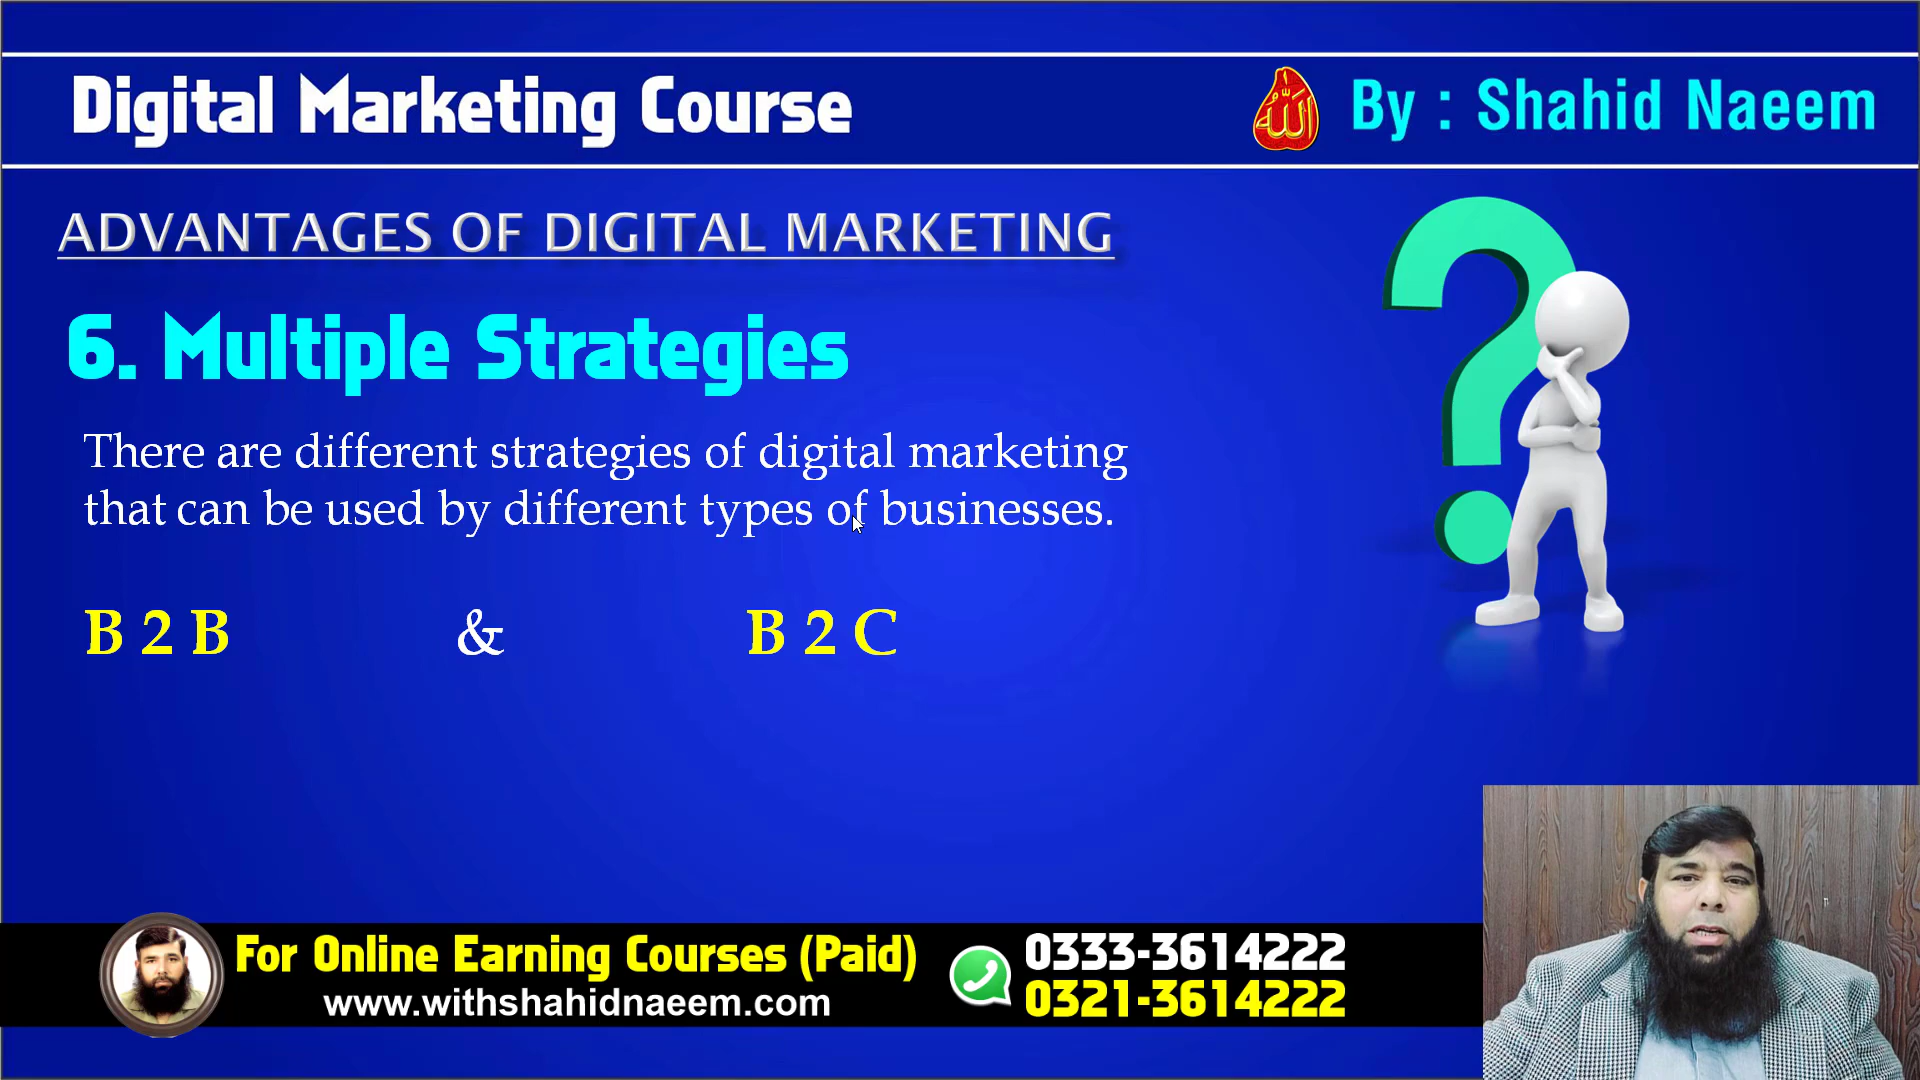 Digital Marketing Course
الله
By : Shahid Naeem
ADVANTAGES OF DIGITAL MARKETING
6. Multiple Strategies
There are different strategies of digital marketing
that can be used by different types of businesses.
B 2 B & B 2 C
For Online Earning Courses (Paid)
www.withshahidnaeem.com
0333-3614222
0321-3614222